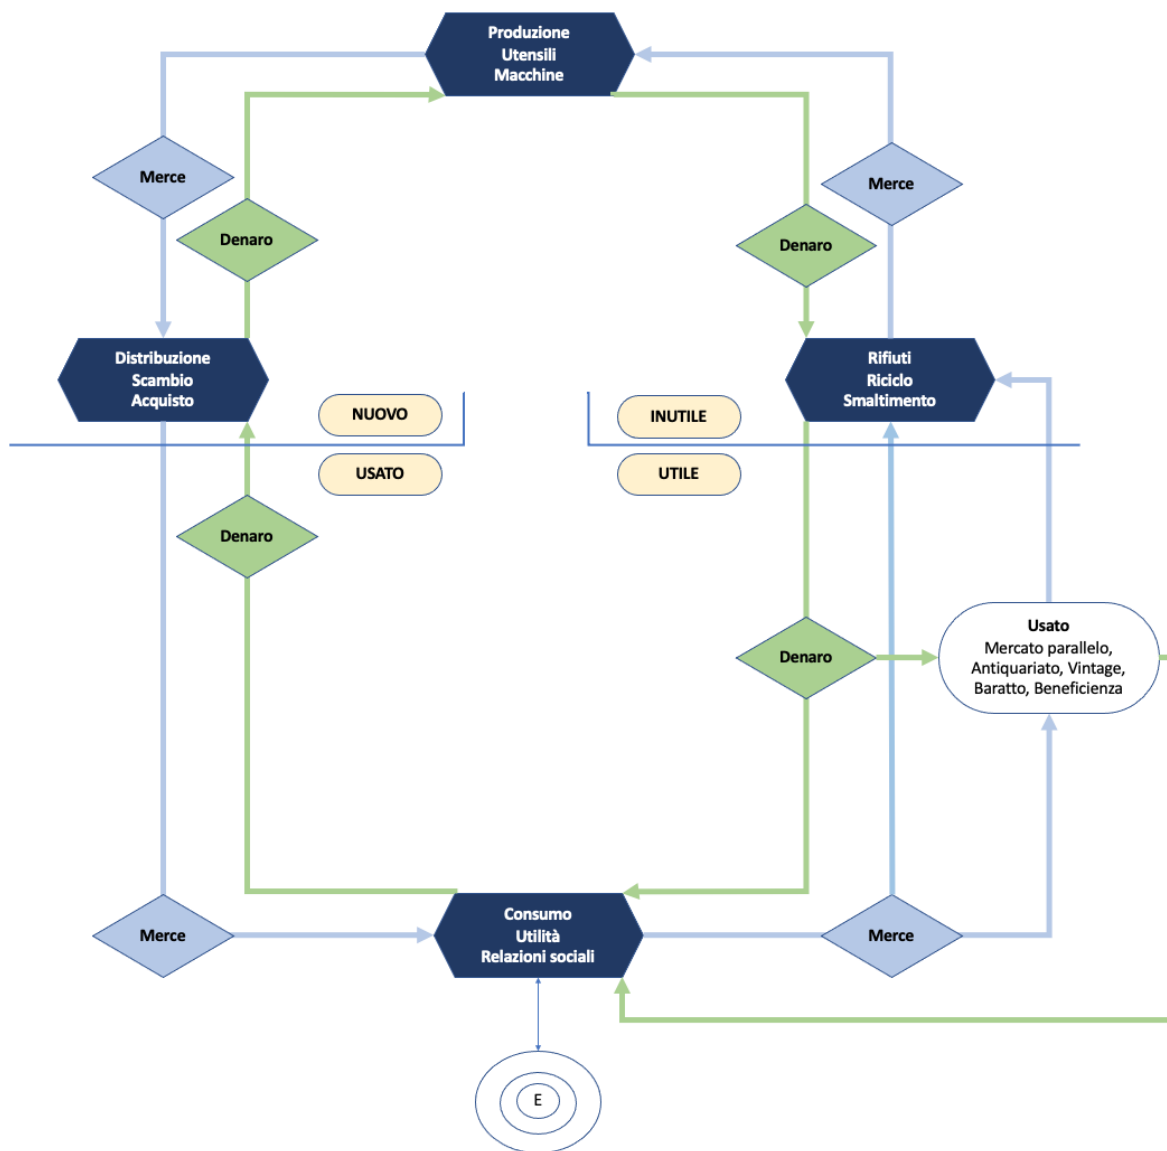 Produzione
Utensili
Macchine
Merce
Merce
Denaro
Denaro
Distribuzione
Scambio
Acquisto
Rifiuti
Riciclo
Smaltimento
NUOVO
INUTILE
USATO
UTILE
Denaro
Denaro
Usato
Mercato parallelo,
Antiquariato, Vintage,
Baratto, Beneficienza
Merce
Consumo
Utilità
Relazioni sociali
Merce
E